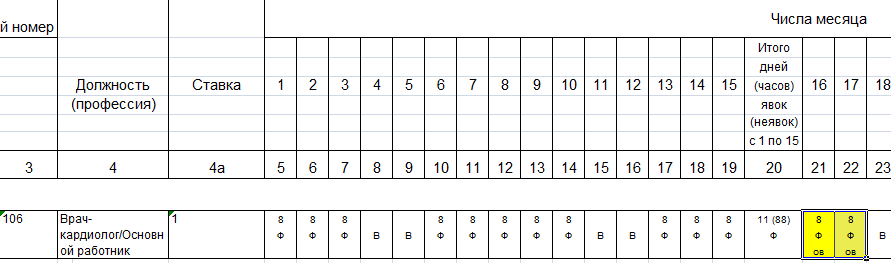 Числа месяца
й номер
Итого
дней
(часов)
явок
(неявок)
с 1 по 15
Должность
(профессия)
Ставка
1 2 3 4 5 6 7 8 9 10 11 12 13 14 15 16 17 18
3 4 4а 5 6 7 8 9 10 11 12 13 14 15 16 17 18 19 20 21 22 23
106 Врач- 1 8 8 8 8 8 8 8 8 8 8 8 11 (88) 8 8
кардиолог/Основн Ф Ф Ф В В Ф Ф Ф Ф Ф В В Ф Ф Ф Ф Ф Ф В
ой работник ов ов